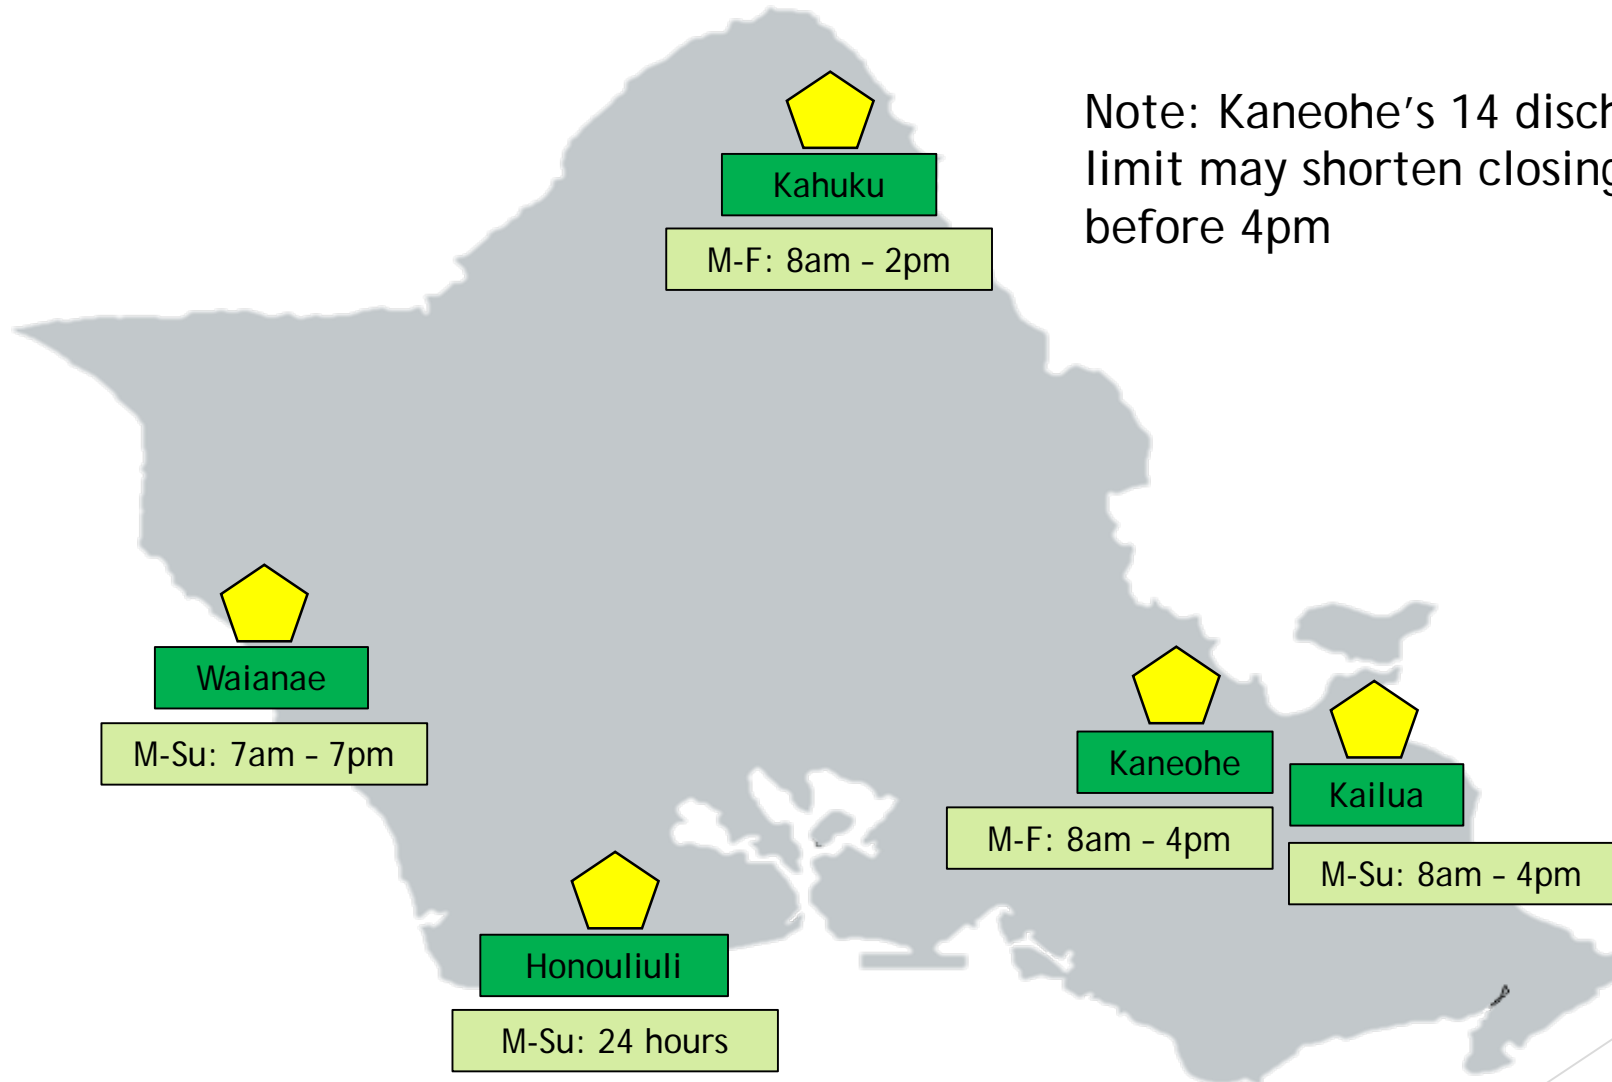 Note: Kaneohe's 14
limit may shorten closing
before 4pm
Kahuku
M-F: 8am – 2pm
Waianae
M-Su: 7am – 7pm
Kaneohe
M-F: 8am – 4pm
Kailua
M-Su: 8am – 4pm
Honouliuli
M-Su: 24 hours